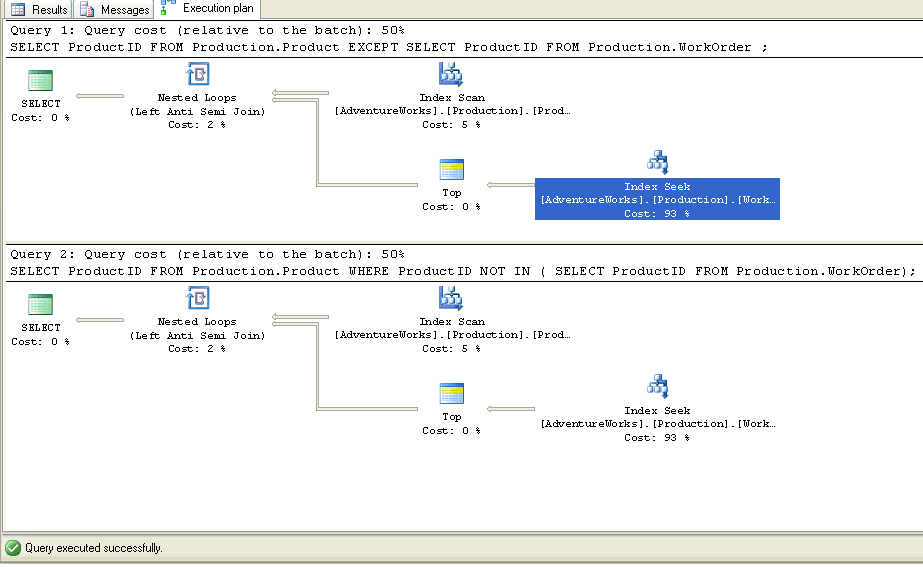 Results Messages Execution plan
Query 1: Query cost (relative to the batch): 50%
SELECT ProductID FROM Production.Product EXCEPT SELECT ProductID FROM Production.WorkOrder ;
SELECT
Cost: 0 %
Nested Loops
(Left Anti Semi Join)
Cost: 2 %
Index Scan
[AdventureWorks].[Production].[Prod…
Cost: 5 %
Top
Cost: 0 %
Index Seek
[AdventureWorks].[Production].[Work…
Cost: 93 %
Query 2: Query cost (relative to the batch): 50%
SELECT ProductID FROM Production.Product WHERE ProductID NOT IN ( SELECT ProductID FROM Production.WorkOrder);
SELECT
Cost: 0 %
Nested Loops
(Left Anti Semi Join)
Cost: 2 %
Index Scan
[AdventureWorks].[Production].[Prod…
Cost: 5 %
Top
Cost: 0 %
Index Seek
[AdventureWorks].[Production].[Work…
Cost: 93 %
Query executed successfully.